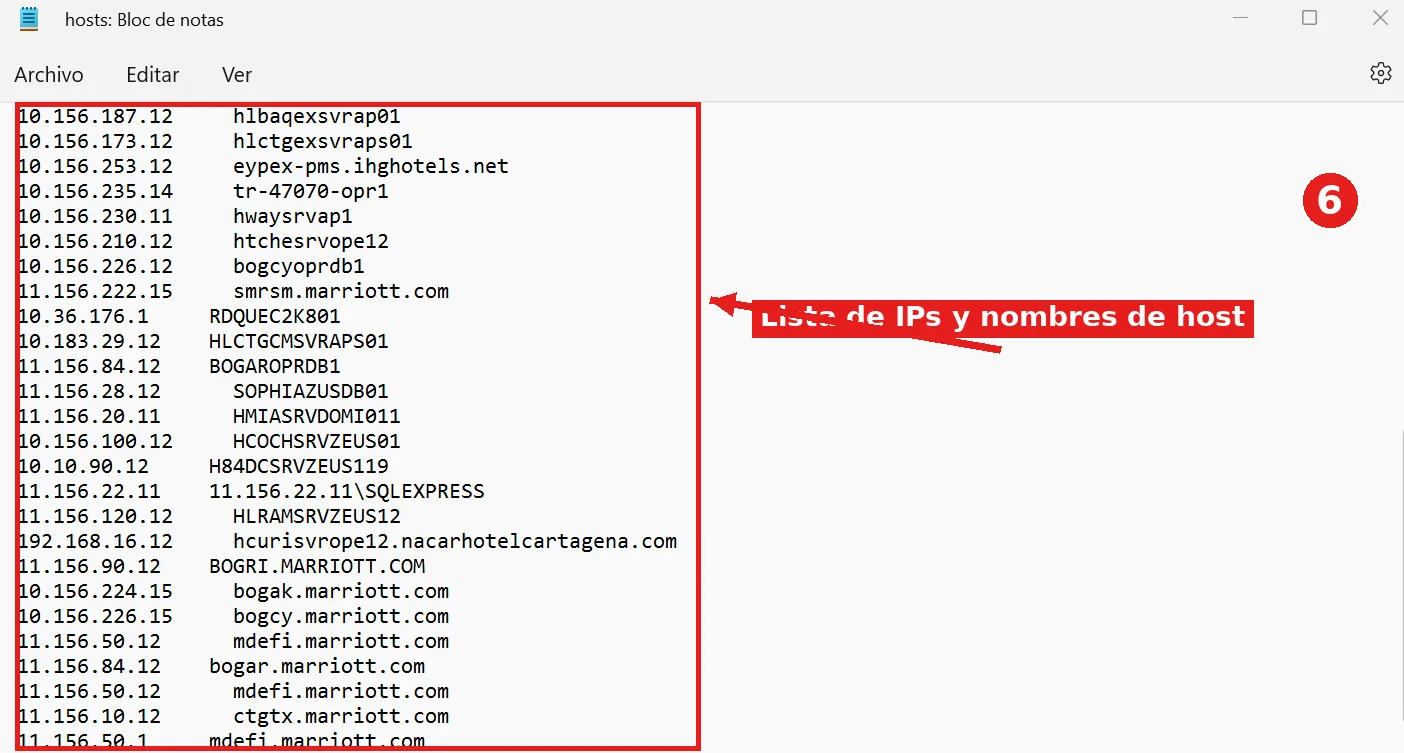 hosts: Bloc de notas
Archivo Editar Ver
10.156.187.12 hlbaqexsvrap01
10.156.173.12 hlctgexsvraps01
10.156.253.12 eypex-pms.ihghotels.net
10.156.235.14 tr-47070-opr1
10.156.230.11 hwaysrvap1
10.156.210.12 htchesrvope12
10.156.226.12 bogcyoprdb1
11.156.222.15 smrsm.marriott.com
10.36.176.1 RDQUEC2K801
10.183.29.12 HLCTGCMSVRAPS01
11.156.84.12 BOGAROPRDB1
11.156.28.12 SOPHIAZUSDB01
11.156.20.11 HMIASRVDOMI011
10.156.100.12 HCOCHSRVZEUS01
10.10.90.12 H84DCSRVZEUS119
11.156.22.11 11.156.22.11\SQLEXPRESS
11.156.120.12 HLRAMSRVZEUS12
192.168.16.12 hcurisvrope12.nacarhotelcartagena.com
11.156.90.12 BOGRI.MARRIOTT.COM
10.156.224.15 bogak.marriott.com
10.156.226.15 bogcy.marriott.com
11.156.50.12 mdefi.marriott.com
11.156.84.12 bogar.marriott.com
11.156.50.12 mdefi.marriott.com
11.156.10.12 ctgtx.marriott.com
11.156.50.1 mdefi.marriott.com
6
Lista de IPs y nombres de host